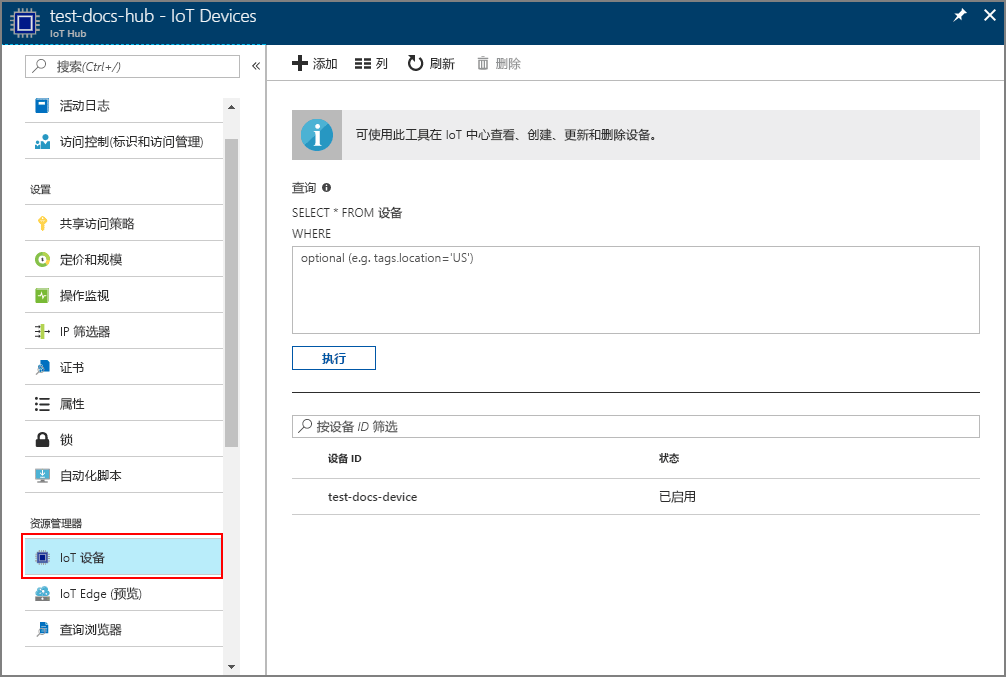 test-docs-hub - IoT Devices
IoT Hub
搜索(Ctrl+/)
«
活动日志
访问控制(标识和访问管理)
设置
共享访问策略
定价和规模
操作监视
IP 筛选器
证书
属性
锁
自动化脚本
资源管理器
IoT 设备
IoT Edge (预览)
查询浏览器
添加
列
刷新
删除
可使用此工具在 IoT 中心查看、创建、更新和删除设备。
查询
SELECT * FROM 设备
WHERE
optional (e.g. tags.location='US')
执行
按设备 ID 筛选
设备 ID 状态
test-docs-device 已启用